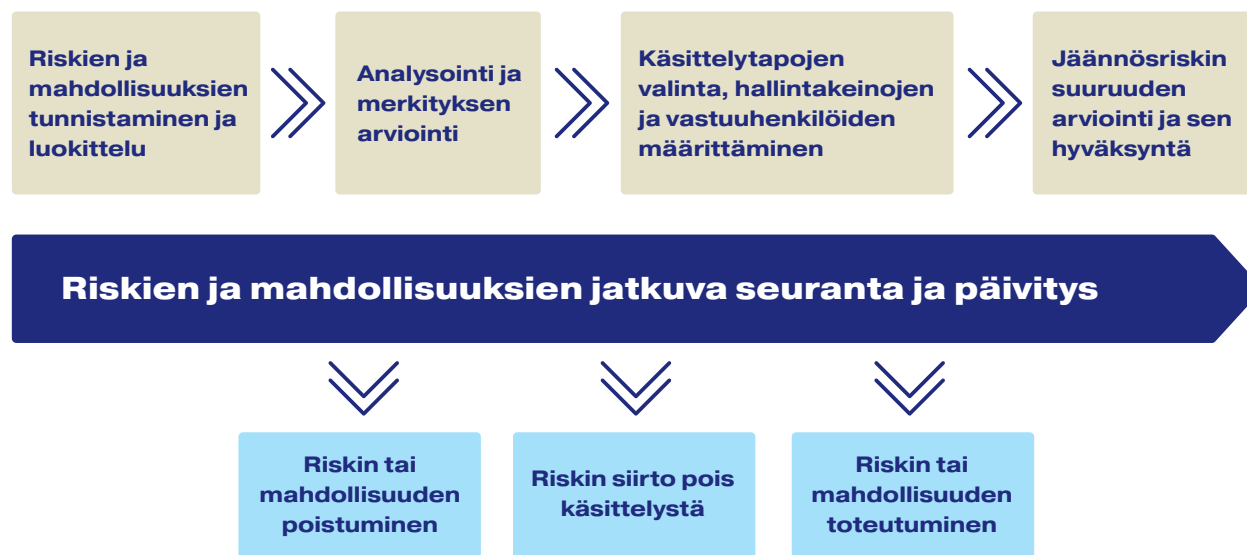 Riskien ja
mahdollisuuksien
tunnistaminen ja
luokittelu
Analysointi ja
merkityksen
arviointi
Käsittelytapojen
valinta, hallintakeinojen
ja vastuuhenkilöiden
määrittäminen
Jäännösriskin
suuruuden
arviointi ja sen
hyväksyntä
Riskien ja mahdollisuuksien jatkuva seuranta ja päivitys
Riskin tai
mahdollisuuden
poistuminen
Riskin siirto pois
käsittelystä
Riskin tai
mahdollisuuden
toteutuminen